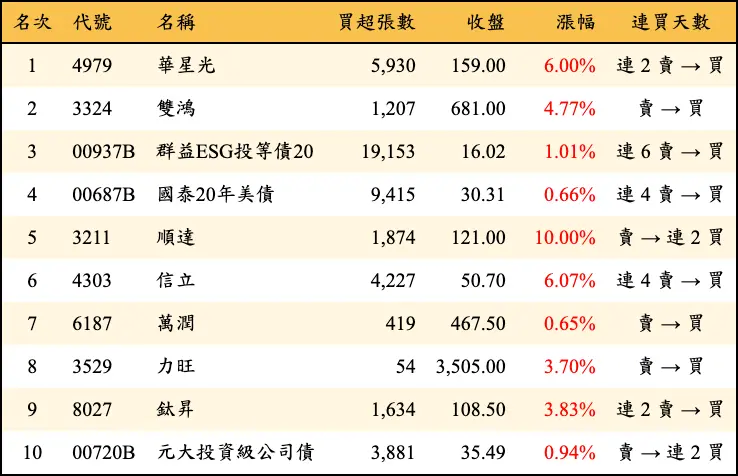 名次 代號 名稱 買超張數 收盤 漲幅 連買天數
1 4979 華星光 5,930 159.00 6.00% 連 2 賣 → 買
2 3324 雙鴻 1,207 681.00 4.77% 賣 → 買
3 00937B 群益ESG投等債20 19,153 16.02 1.01% 連 6 賣 → 買
4 00687B 國泰20年美債 9,415 30.31 0.66% 連 4 賣 → 買
5 3211 順達 1,874 121.00 10.00% 賣 → 連 2 買
6 4303 信立 4,227 50.70 6.07% 連 4 賣 → 買
7 6187 萬潤 419 467.50 0.65% 賣 → 買
8 3529 力旺 54 3,505.00 3.70% 賣 → 買
9 8027 鈦昇 1,634 108.50 3.83% 連 2 賣 → 買
10 00720B 元大投資級公司債 3,881 35.49 0.94% 賣 → 連 2 買